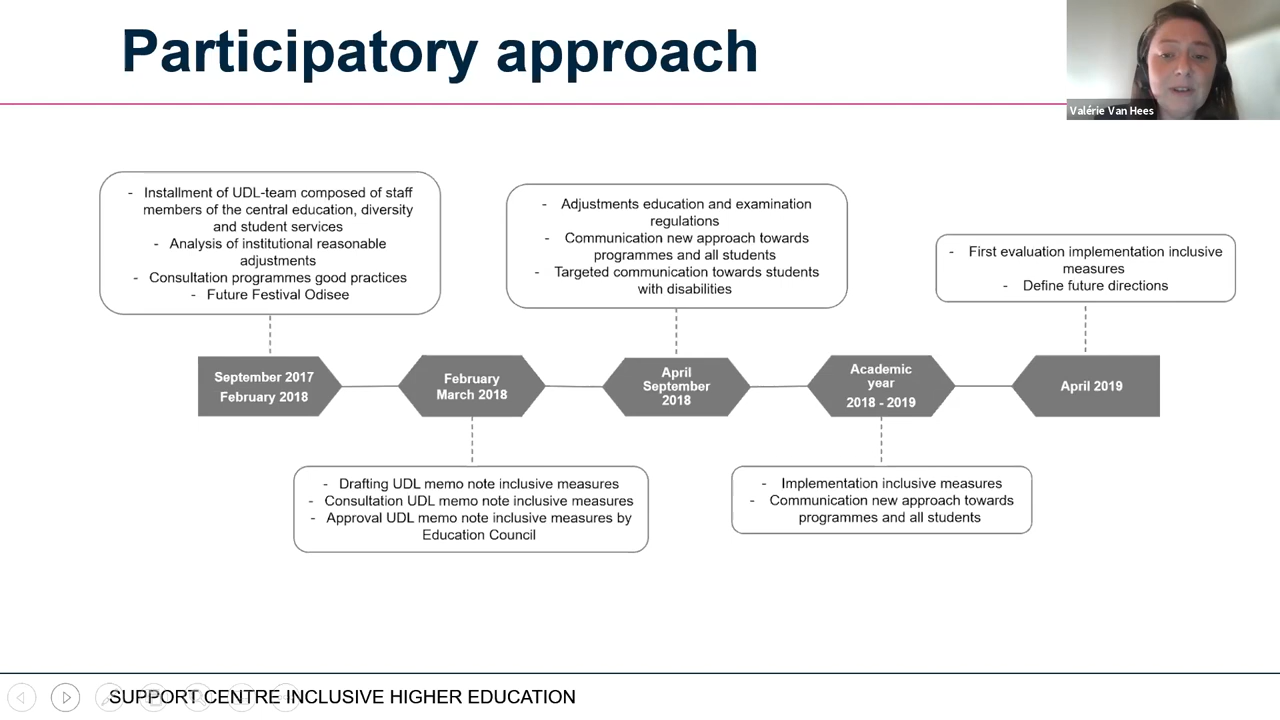 Participatory approach
Valérie Van Hees
- Installment of UDL-team composed of staff
members of the central education, diversity
and student services
- Analysis of institutional reasonable
adjustments
- Consultation programmes good practices
- Future Festival Odisee
- Adjustments education and examination
regulations
- Communication new approach towards
programmes and all students
- Targeted communication towards students
with disabilities
- First evaluation implementation inclusive
measures
- Define future directions
September 2017
February 2018
February
March 2018
April
September
2018
Academic
year
2018 - 2019
April 2019
- Drafting UDL memo note inclusive measures
- Consultation UDL memo note inclusive measures
- Approval UDL memo note inclusive measures by
Education Council
- Implementation inclusive measures
- Communication new approach towards
programmes and all students
SUPPORT CENTRE INCLUSIVE HIGHER EDUCATION